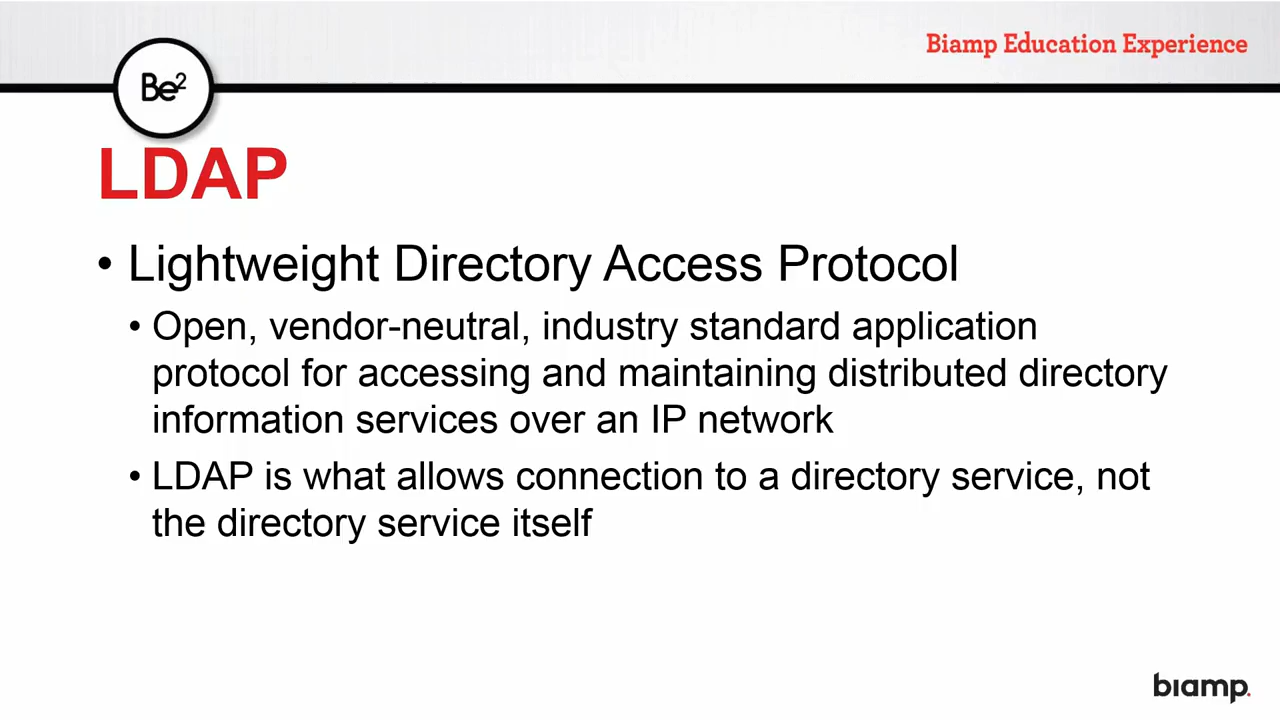 Biamp Education Experience
Be²
LDAP
• Lightweight Directory Access Protocol
• Open, vendor-neutral, industry standard application
protocol for accessing and maintaining distributed directory
information services over an IP network
• LDAP is what allows connection to a directory service, not
the directory service itself
biamp.